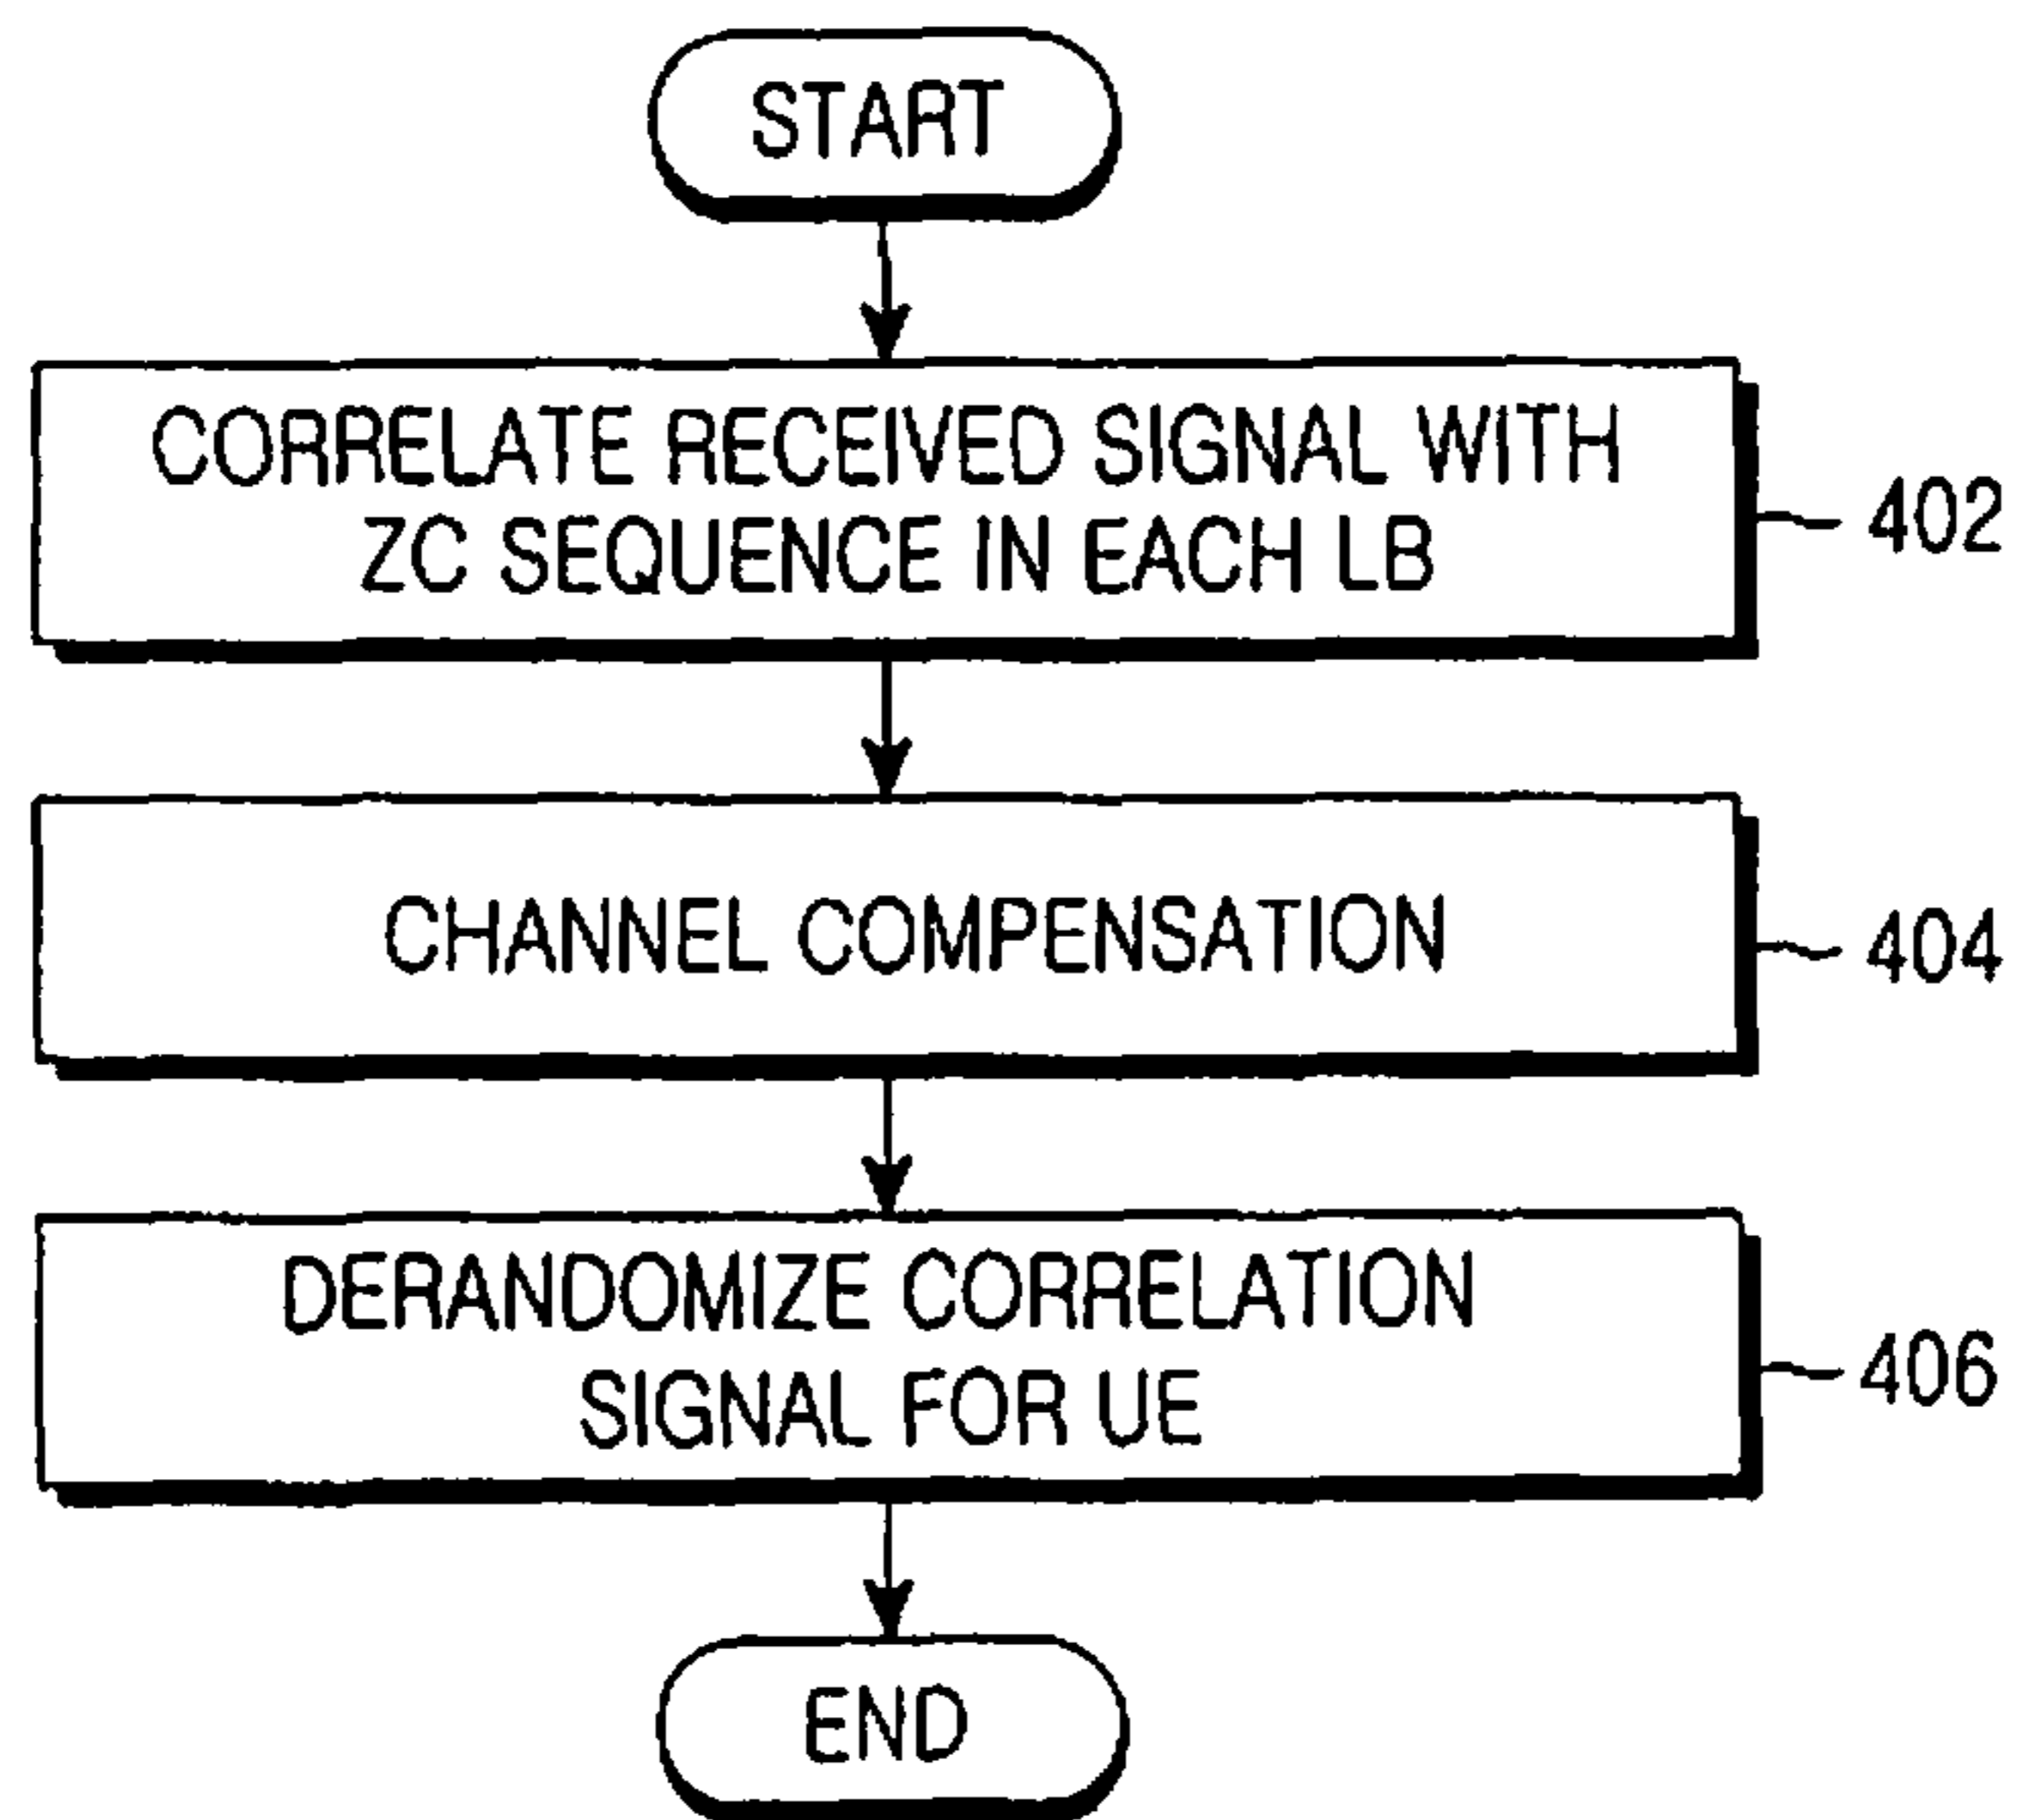 START
CORRELATE RECEIVED SIGNAL WITH
ZC SEQUENCE IN EACH LB
402
CHANNEL COMPENSATION
404
DERANDOMIZE CORRELATION
SIGNAL FOR UE
406
END